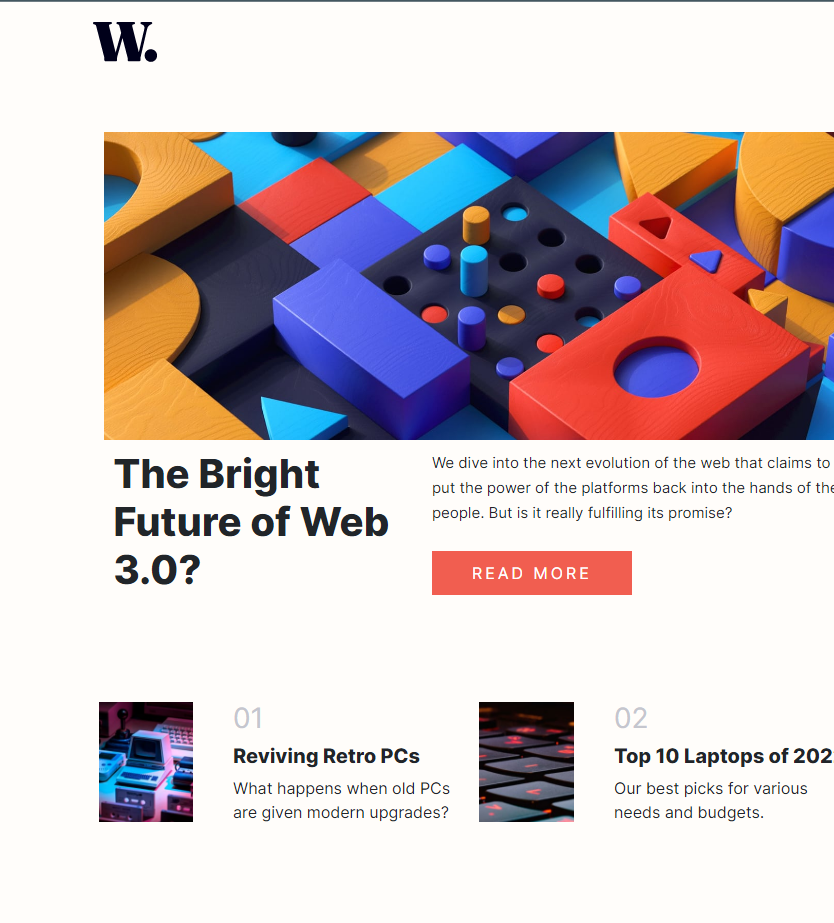 W.
The Bright
Future of Web
3.0?
We dive into the next evolution of the web that claims to
put the power of the platforms back into the hands of the
people. But is it really fulfilling its promise?
READ MORE
01
Reviving Retro PCs
What happens when old PCs
are given modern upgrades?
02
Top 10 Laptops of 202
Our best picks for various
needs and budgets.